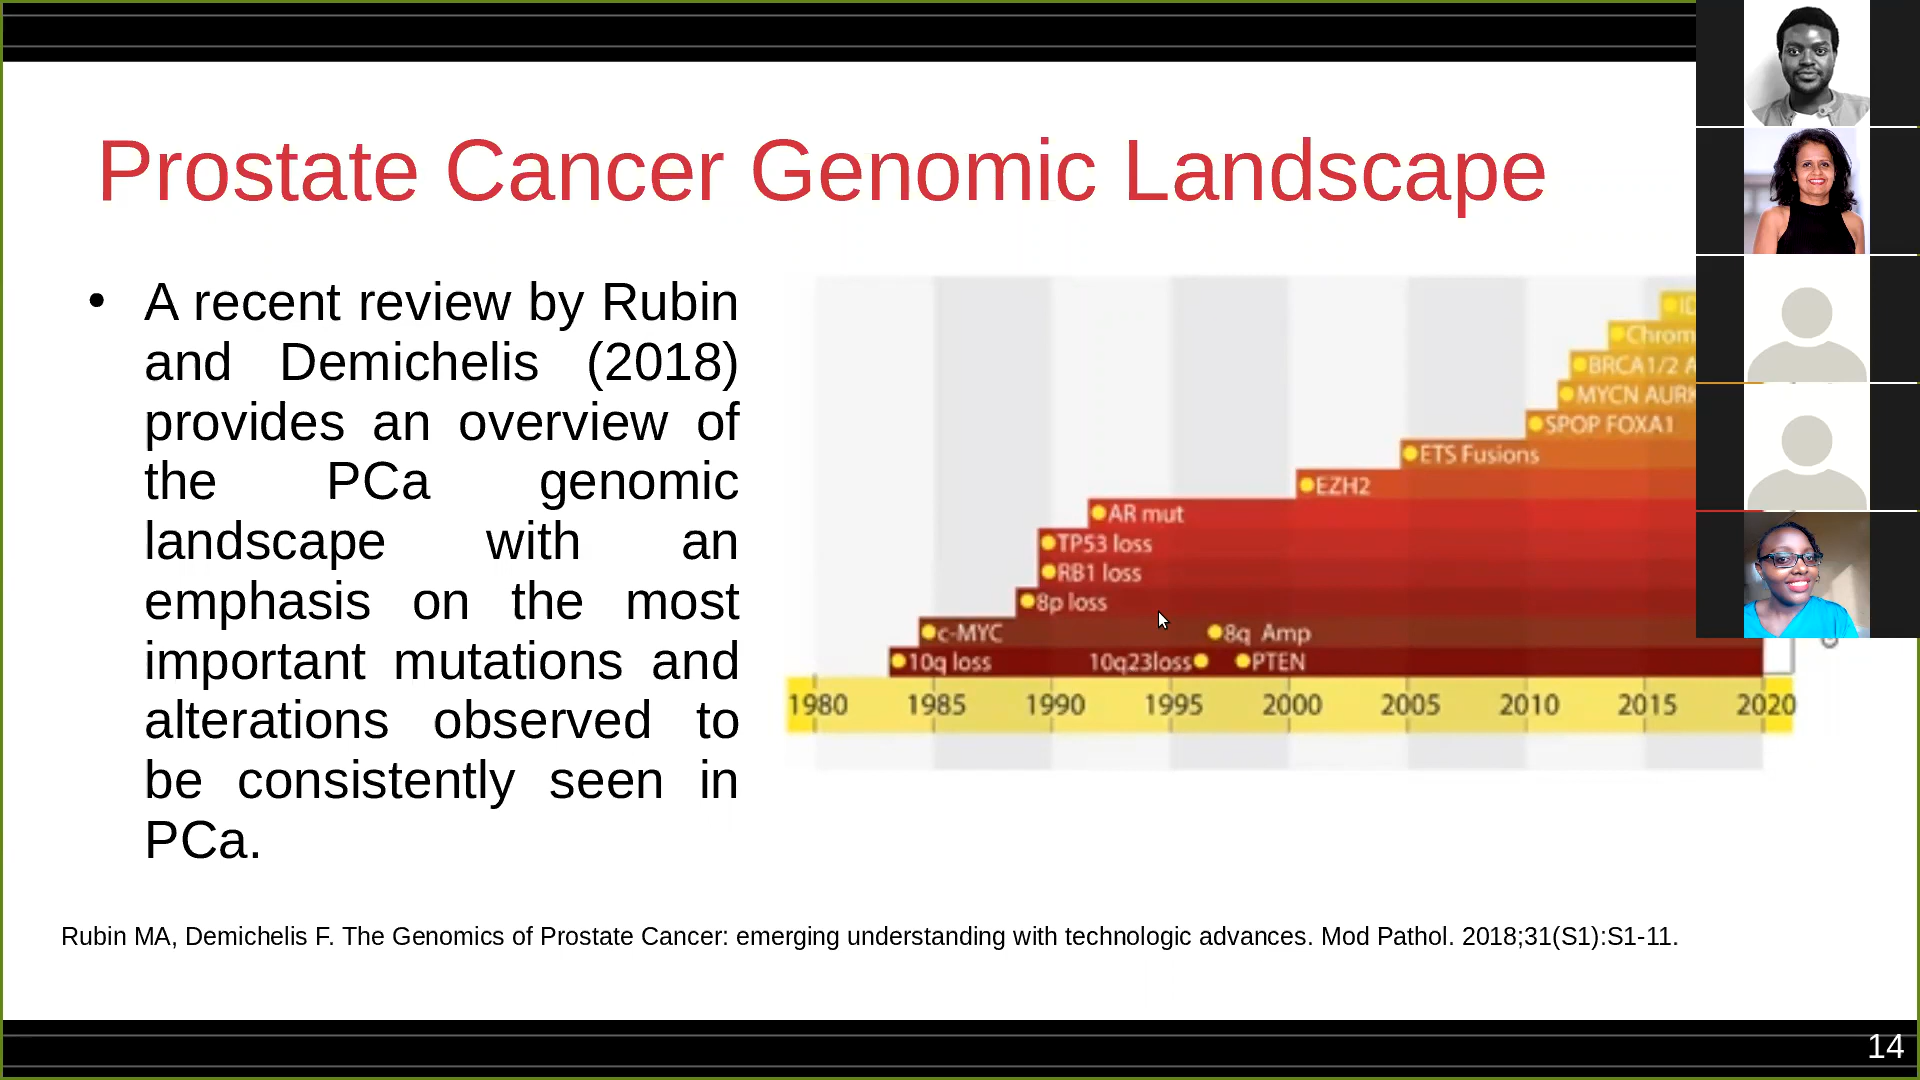 Prostate Cancer Genomic Landscape
• A recent review by Rubin
and Demichelis (2018)
provides an overview of
the PCa genomic
landscape with an
emphasis on the most
important mutations and
alterations observed to
be consistently seen in
PCa.
Chrom
BRCA1/2
MYCN
SPOP FOXA1
ETS Fusions
EZH2
AR mut
TP53 loss
RB1 loss
8p loss
c-MYC 8q Amp
10q loss 10q23loss PTEN
1980 1985 1990 1995 2000 2005 2010 2015 2020
Rubin MA, Demichelis F. The Genomics of Prostate Cancer: emerging understanding with technologic advances. Mod Pathol. 2018;31(S1):S1-11.
14